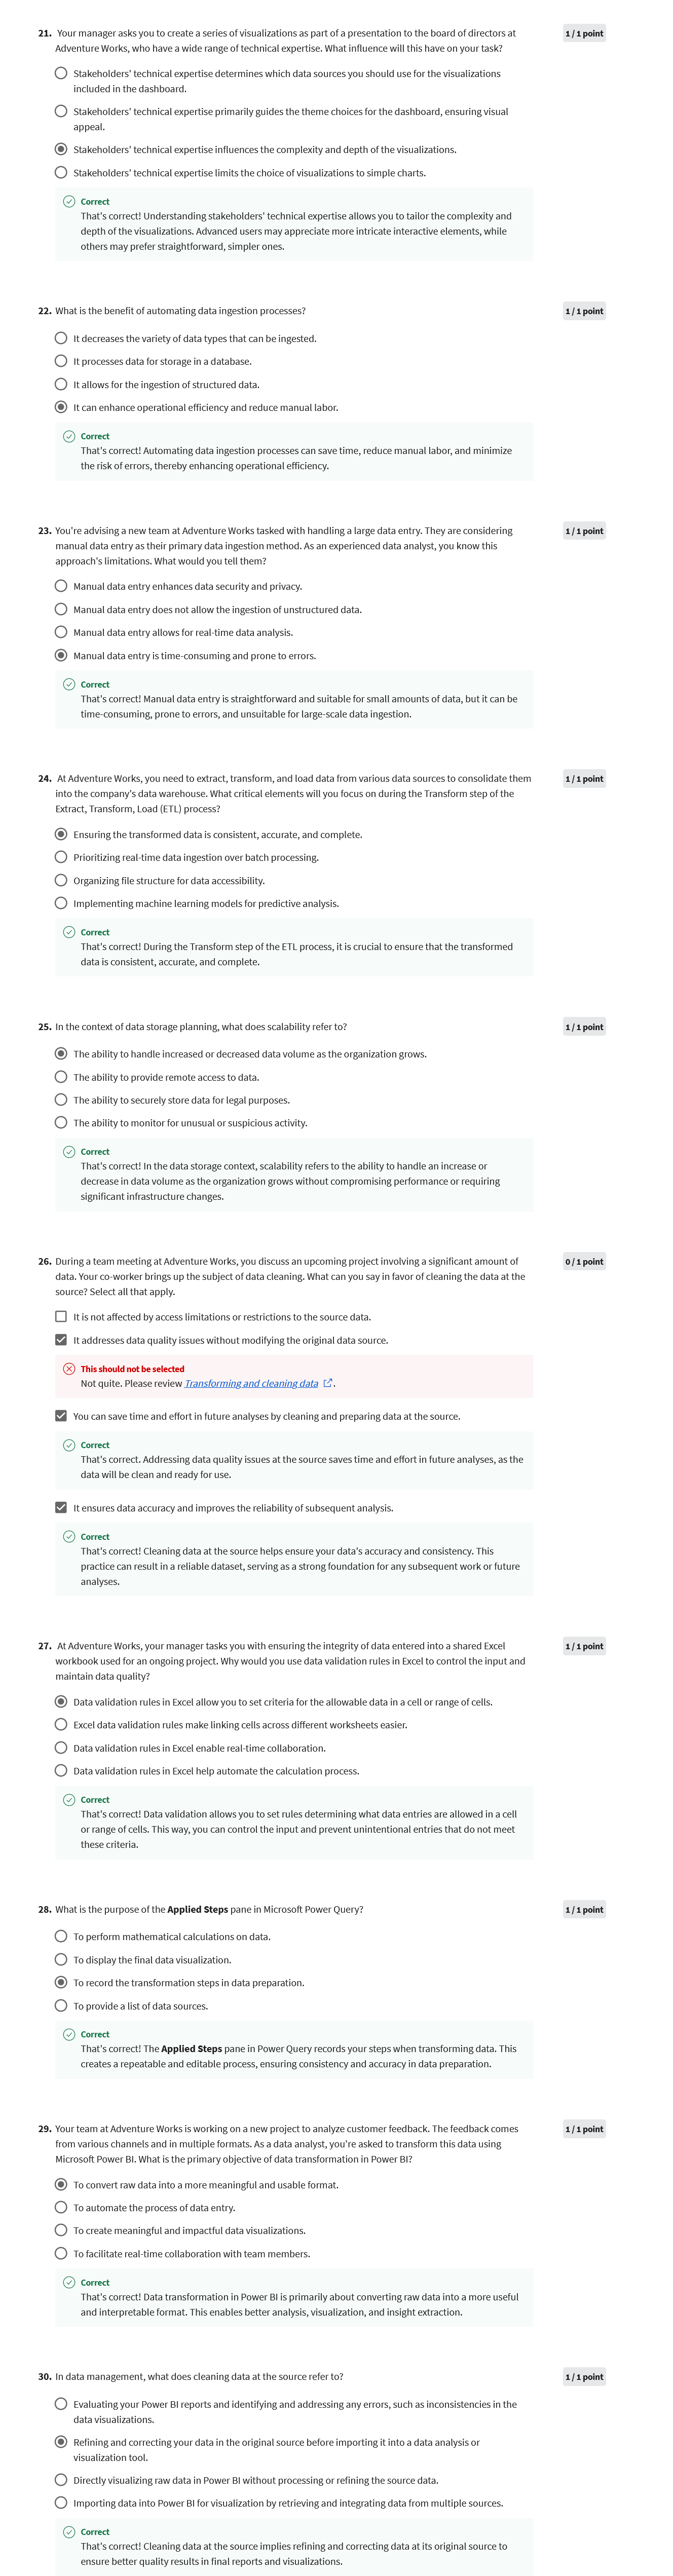 21. Your manager asks you to create a series of visualizations as part of a presentation to the board of directors at
1 / 1 point
Adventure Works, who have a wide range of technical expertise. What influence will this have on your task?
Stakeholders' technical expertise determines which data sources you should use for the visualizations
included in the dashboard.
Stakeholders' technical expertise primarily guides the theme choices for the dashboard, ensuring visual
appeal.
Stakeholders' technical expertise influences the complexity and depth of the visualizations.
Stakeholders' technical expertise limits the choice of visualizations to simple charts.
Correct
That's correct! Understanding stakeholders' technical expertise allows you to tailor the complexity and
depth of the visualizations. Advanced users may appreciate more intricate interactive elements, while
others may prefer straightforward, simpler ones.
22. What is the benefit of automating data ingestion processes?
1 / 1 point
It decreases the variety of data types that can be ingested.
It processes data for storage in a database.
It allows for the ingestion of structured data.
It can enhance operational efficiency and reduce manual labor.
Correct
That's correct! Automating data ingestion processes can save time, reduce manual labor, and minimize
the risk of errors, thereby enhancing operational efficiency.
23. You're advising a new team at Adventure Works tasked with handling a large data entry. They are considering
1 / 1 point
manual data entry as their primary data ingestion method. As an experienced data analyst, you know this
approach's limitations. What would you tell them?
Manual data entry enhances data security and privacy.
Manual data entry does not allow the ingestion of unstructured data.
Manual data entry allows for real-time data analysis.
Manual data entry is time-consuming and prone to errors.
Correct
That's correct! Manual data entry is straightforward and suitable for small amounts of data, but it can be
time-consuming, prone to errors, and unsuitable for large-scale data ingestion.
24. At Adventure Works, you need to extract, transform, and load data from various data sources to consolidate them
1 / 1 point
into the company's data warehouse. What critical elements will you focus on during the Transform step of the
Extract, Transform, Load (ETL) process?
Ensuring the transformed data is consistent, accurate, and complete.
Prioritizing real-time data ingestion over batch processing.
Organizing file structure for data accessibility.
Implementing machine learning models for predictive analysis.
Correct
That's correct! During the Transform step of the ETL process, it is crucial to ensure that the transformed
data is consistent, accurate, and complete.
25. In the context of data storage planning, what does scalability refer to?
1 / 1 point
The ability to handle increased or decreased data volume as the organization grows.
The ability to provide remote access to data.
The ability to securely store data for legal purposes.
The ability to monitor for unusual or suspicious activity.
Correct
That's correct! In the data storage context, scalability refers to the ability to handle an increase or
decrease in data volume as the organization grows without compromising performance or requiring
significant infrastructure changes.
26. During a team meeting at Adventure Works, you discuss an upcoming project involving a significant amount of
0 / 1 point
data. Your co-worker brings up the subject of data cleaning. What can you say in favor of cleaning the data at the
source? Select all that apply.
It is not affected by access limitations or restrictions to the source data.
It addresses data quality issues without modifying the original data source.
This should not be selected
Not quite. Please review Transforming and cleaning data.
You can save time and effort in future analyses by cleaning and preparing data at the source.
Correct
That's correct. Addressing data quality issues at the source saves time and effort in future analyses, as the
data will be clean and ready for use.
It ensures data accuracy and improves the reliability of subsequent analysis.
Correct
That's correct! Cleaning data at the source helps ensure your data's accuracy and consistency. This
practice can result in a reliable dataset, serving as a strong foundation for any subsequent work or future
analyses.
27. At Adventure Works, your manager tasks you with ensuring the integrity of data entered into a shared Excel
1 / 1 point
workbook used for an ongoing project. Why would you use data validation rules in Excel to control the input and
maintain data quality?
Data validation rules in Excel allow you to set criteria for the allowable data in a cell or range of cells.
Excel data validation rules make linking cells across different worksheets easier.
Data validation rules in Excel enable real-time collaboration.
Data validation rules in Excel help automate the calculation process.
Correct
That's correct! Data validation allows you to set rules determining what data entries are allowed in a cell
or range of cells. This way, you can control the input and prevent unintentional entries that do not meet
these criteria.
28. What is the purpose of the Applied Steps pane in Microsoft Power Query?
1 / 1 point
To perform mathematical calculations on data.
To display the final data visualization.
To record the transformation steps in data preparation.
To provide a list of data sources.
Correct
That's correct! The Applied Steps pane in Power Query records your steps when transforming data. This
creates a repeatable and editable process, ensuring consistency and accuracy in data preparation.
29. Your team at Adventure Works is working on a new project to analyze customer feedback. The feedback comes
1 / 1 point
from various channels and in multiple formats. As a data analyst, you're asked to transform this data using
Microsoft Power BI. What is the primary objective of data transformation in Power BI?
To convert raw data into a more meaningful and usable format.
To automate the process of data entry.
To create meaningful and impactful data visualizations.
To facilitate real-time collaboration with team members.
Correct
That's correct! Data transformation in Power BI is primarily about converting raw data into a more useful
and interpretable format. This enables better analysis, visualization, and insight extraction.
30. In data management, what does cleaning data at the source refer to?
1 / 1 point
Evaluating your Power BI reports and identifying and addressing any errors, such as inconsistencies in the
data visualizations.
Refining and correcting your data in the original source before importing it into a data analysis or
visualization tool.
Directly visualizing raw data in Power BI without processing or refining the source data.
Importing data into Power BI for visualization by retrieving and integrating data from multiple sources.
Correct
That's correct! Cleaning data at the source implies refining and correcting data at its original source to
ensure better quality results in final reports and visualizations.